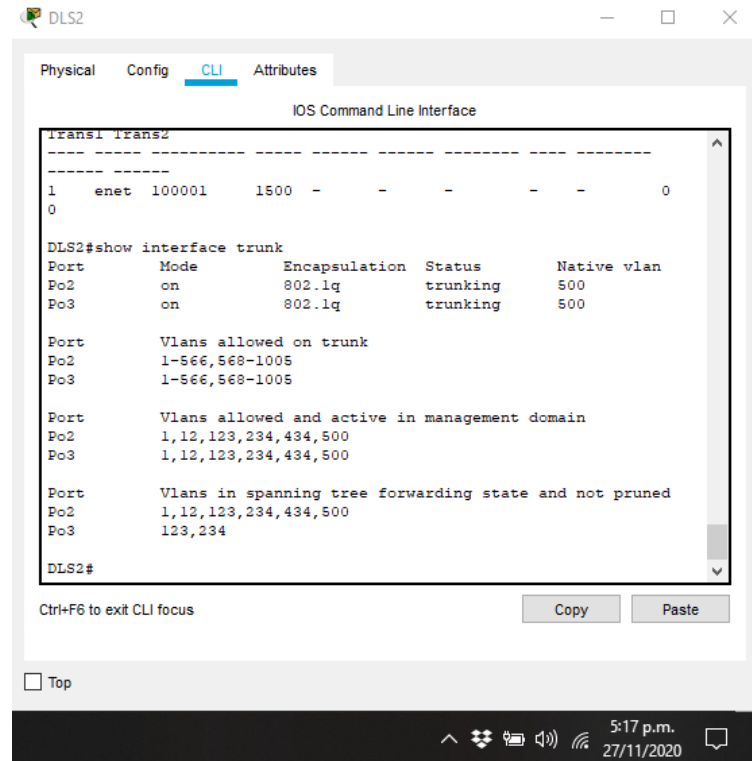 DLS2
Physical Config CLI Attributes
IOS Command Line Interface
Trans1 Trans2
---- ----- ---------- ----- ------ ------ -------- ---- --------
------ ------
1 enet 100001 1500 - - - - - 0
0
DLS2#show interface trunk
Port Mode Encapsulation Status Native vlan
Po2 on 802.1q trunking 500
Po3 on 802.1q trunking 500
Port Vlans allowed on trunk
Po2 1-566,568-1005
Po3 1-566,568-1005
Port Vlans allowed and active in management domain
Po2 1,12,123,234,434,500
Po3 1,12,123,234,434,500
Port Vlans in spanning tree forwarding state and not pruned
Po2 1,12,123,234,434,500
Po3 123,234
DLS2#
Ctrl+F6 to exit CLI focus Copy Paste
Top
5:17 p.m.
27/11/2020